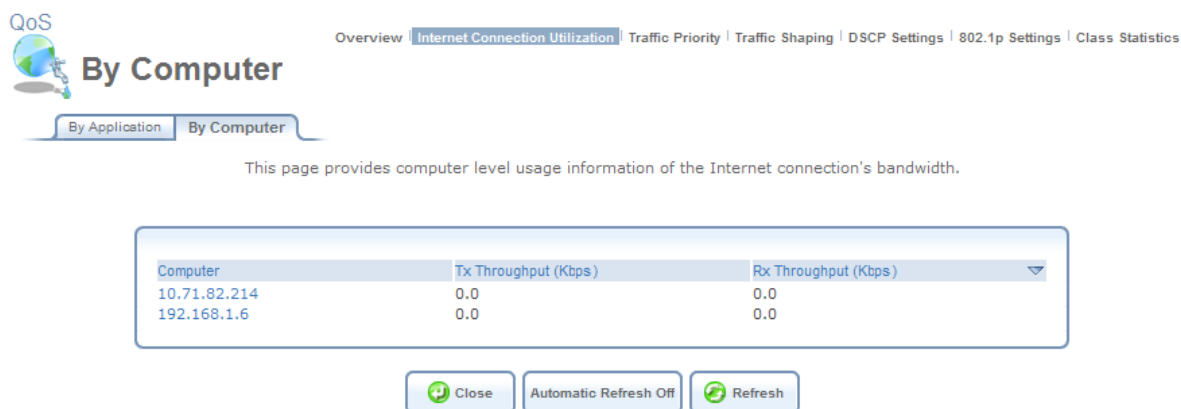 QoS
Overview | Internet Connection Utilization | Traffic Priority | Traffic Shaping | DSCP Settings | 802.1p Settings | Class Statistics
By Computer
By Application By Computer
This page provides computer level usage information of the Internet connection's bandwidth.
Computer Tx Throughput (Kbps) Rx Throughput (Kbps)
10.71.82.214 0.0 0.0
192.168.1.6 0.0 0.0
Close Automatic Refresh Off Refresh